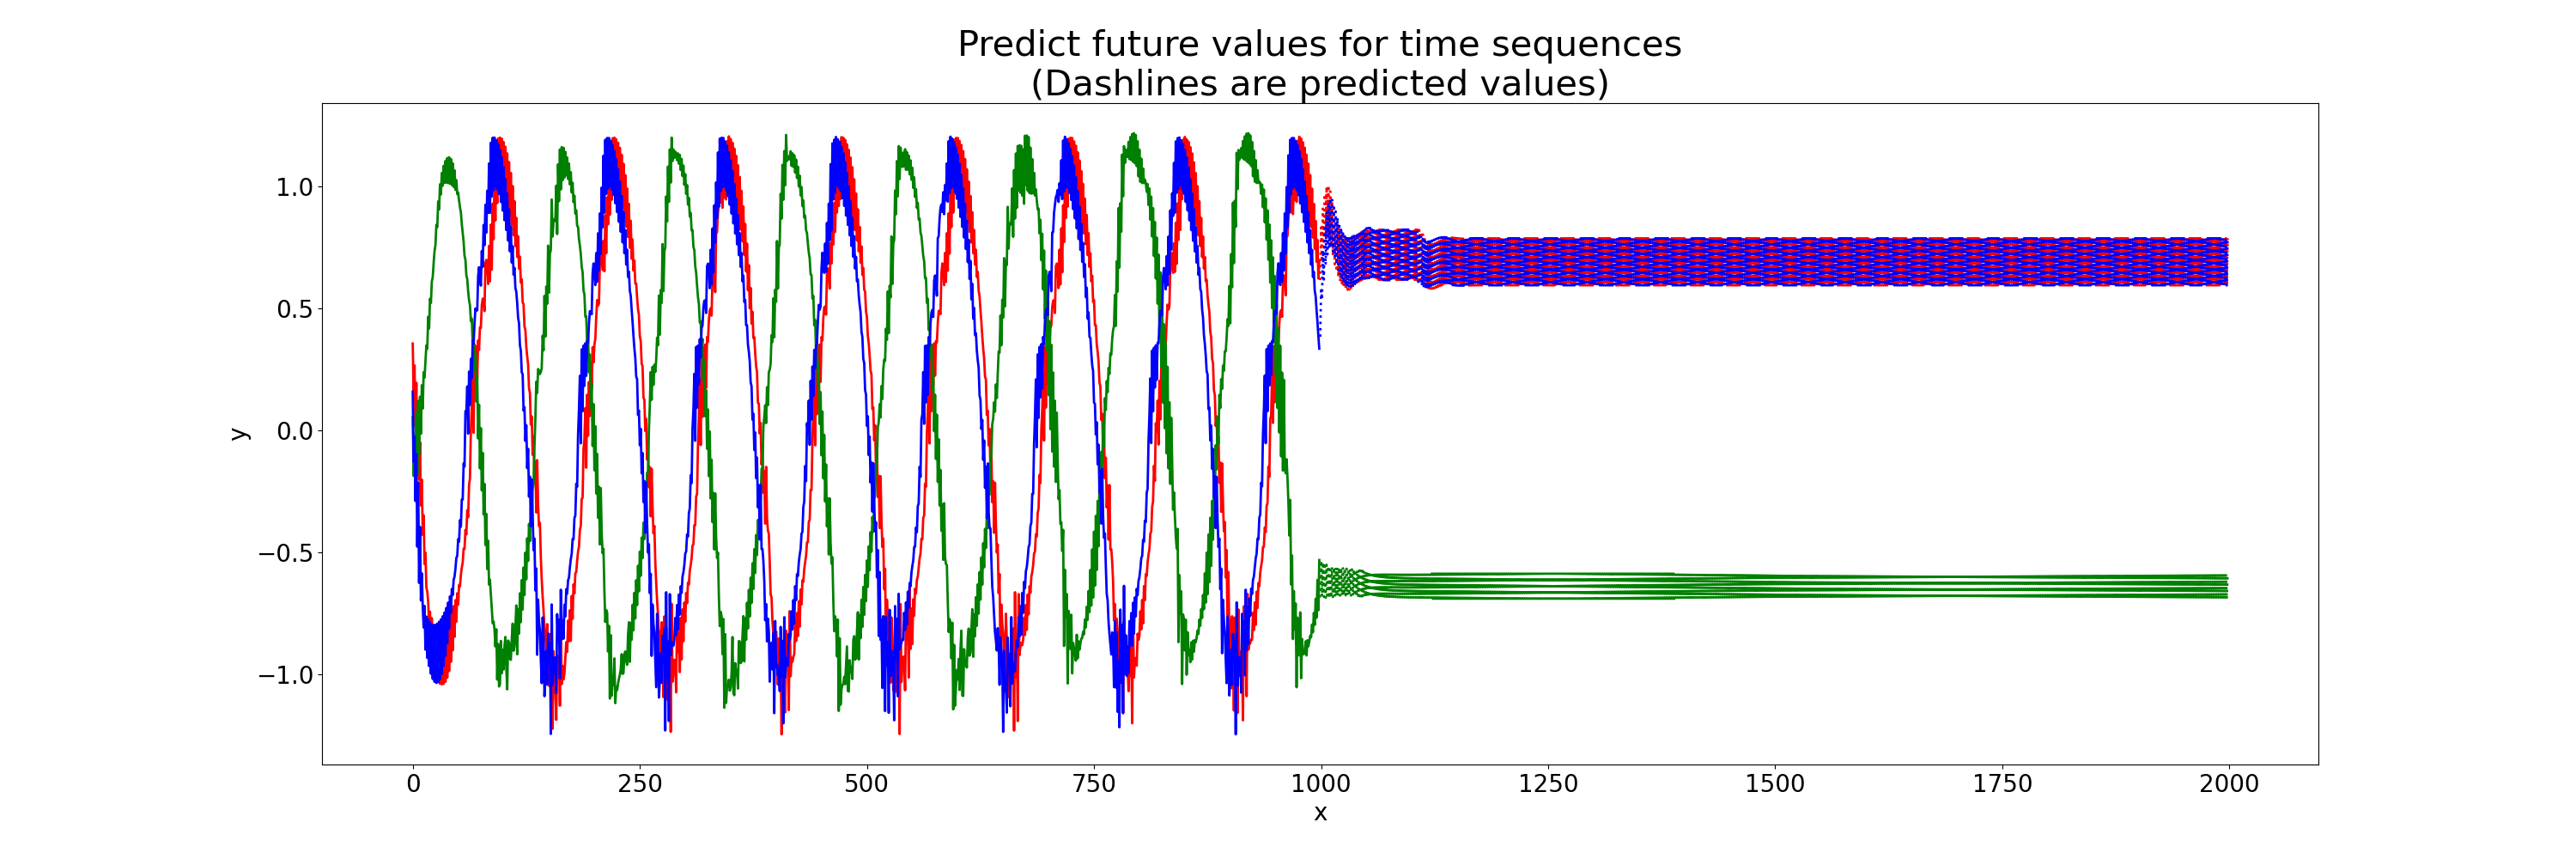 Predict future values for time sequences
(Dashlines are predicted values)
1.0
0.5
y
0.0
−0.5
−1.0
0 250 500 750 1000 1250 1500 1750 2000
x